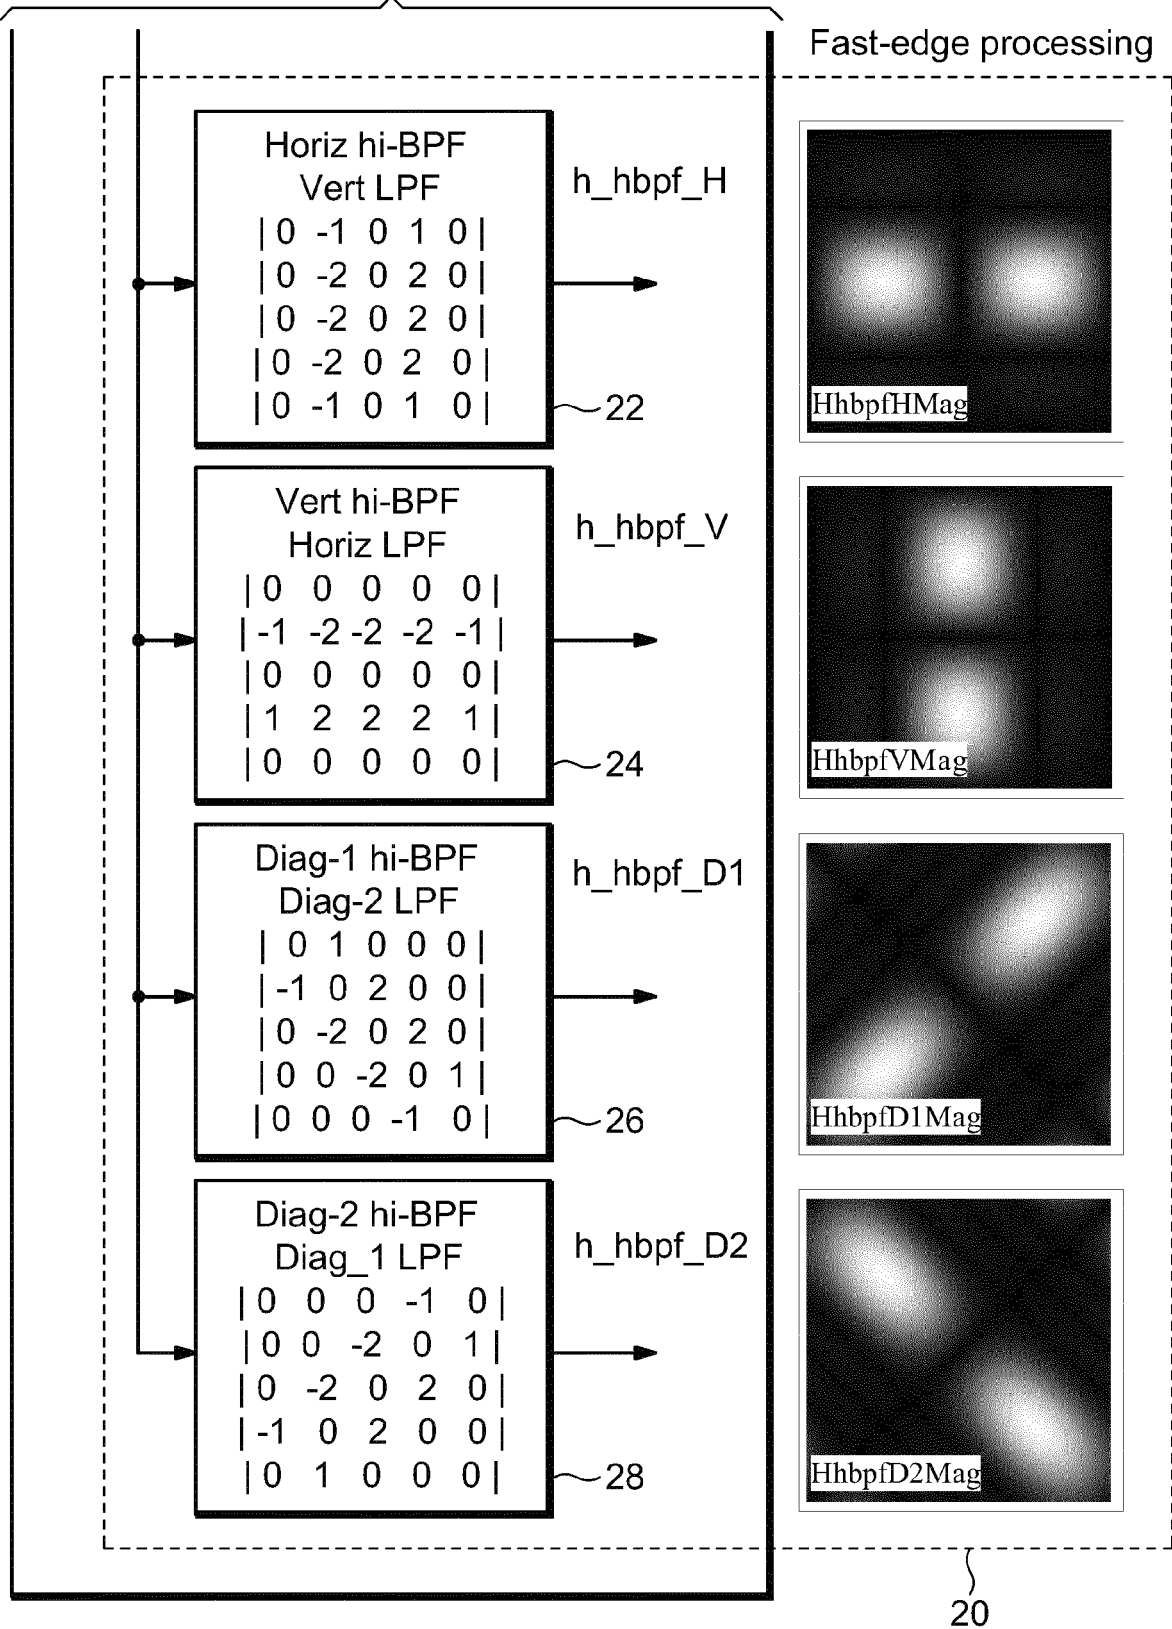 Fast-edge processing
Horiz hi-BPF
Vert LPF
| 0 -1 0 1 0 |
| 0 -2 0 2 0 |
| 0 -2 0 2 0 |
| 0 -2 0 2 0 |
| 0 -1 0 1 0 |
h_hbpf_H
22
HhbpfHMag
Vert hi-BPF
Horiz LPF
| 0 0 0 0 0 |
| -1 -2 -2 -2 -1 |
| 0 0 0 0 0 |
| 1 2 2 2 1 |
| 0 0 0 0 0 |
h_hbpf_V
24
HhbpfVMag
Diag-1 hi-BPF
Diag-2 LPF
| 0 1 0 0 0 |
| -1 0 2 0 0 |
| 0 -2 0 2 0 |
| 0 0 -2 0 1 |
| 0 0 0 -1 0 |
h_hbpf_D1
26
HhbpfD1Mag
Diag-2 hi-BPF
Diag_1 LPF
| 0 0 0 -1 0 |
| 0 0 -2 0 1 |
| 0 -2 0 2 0 |
| -1 0 2 0 0 |
| 0 1 0 0 0 |
h_hbpf_D2
28
HhbpfD2Mag
20